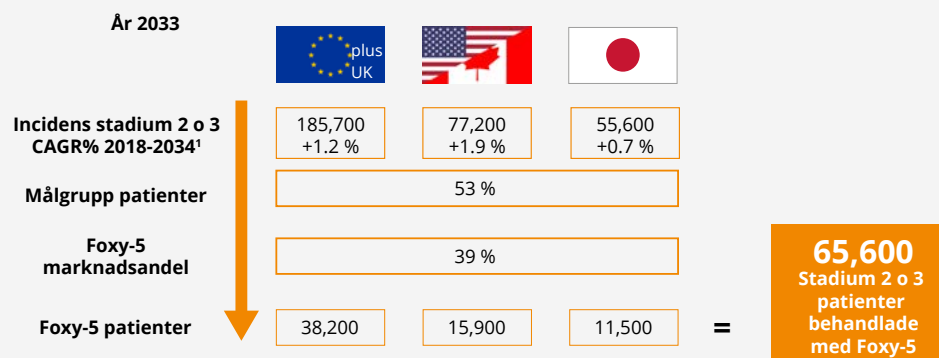 År 2033
plus
UK
Incidens stadium 2 o 3
CAGR% 2018-2034¹
185,700
+1.2 %
77,200
+1.9 %
55,600
+0.7 %
Målgrupp patienter
53 %
Foxy-5
marknadsandel
39 %
Foxy-5 patienter
38,200
15,900
11,500
=
65,600
Stadium 2 o 3
patienter
behandlade
med Foxy-5